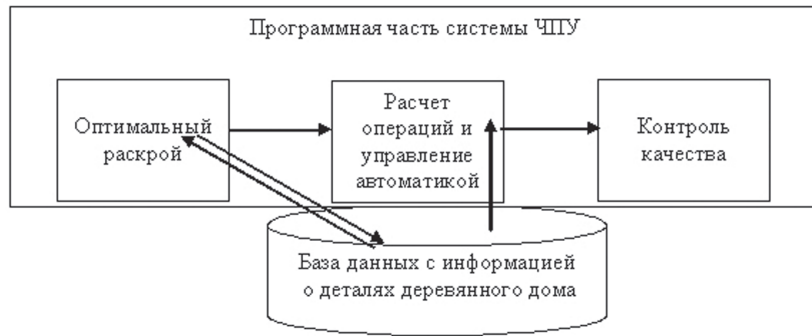 Программная часть системы ЧПУ
Оптимальный
раскрой
Расчет
операций и
управление
автоматикой
Контроль
качества
База данных с информацией
о деталях деревянного дома